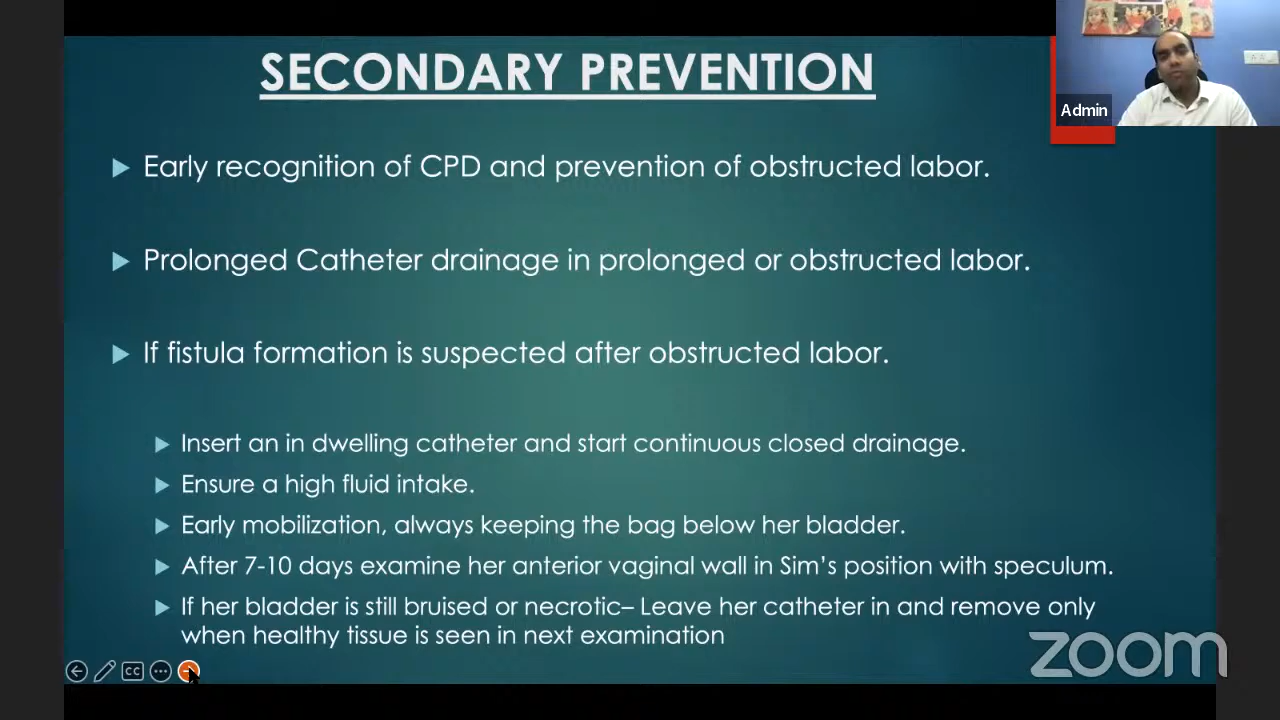 SECONDARY PREVENTION
Admin
Early recognition of CPD and prevention of obstructed labor.
Prolonged Catheter drainage in prolonged or obstructed labor.
If fistula formation is suspected after obstructed labor.
Insert an in dwelling catheter and start continuous closed drainage.
Ensure a high fluid intake.
Early mobilization, always keeping the bag below her bladder.
After 7-10 days examine her anterior vaginal wall in Sim’s position with speculum.
If her bladder is still bruised or necrotic– Leave her catheter in and remove only
when healthy tissue is seen in next examination
CC
zoom